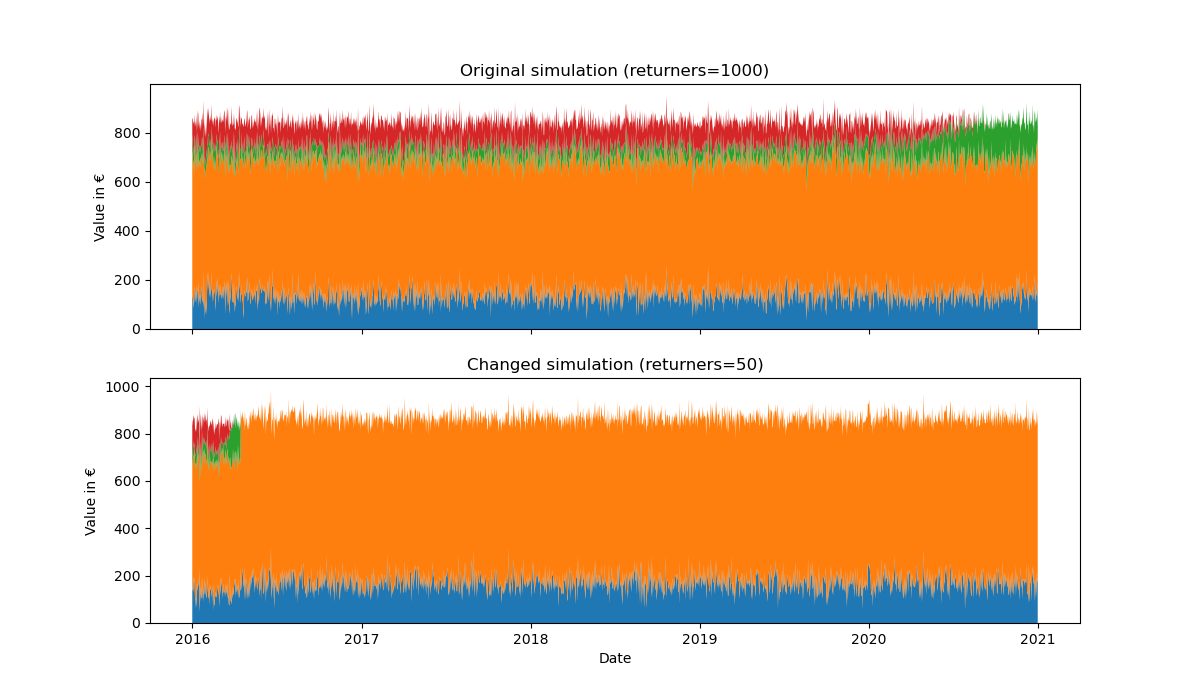 Original simulation (returners=1000)
800
600
400
200
0
Value in €
Changed simulation (returners=50)
1000
800
600
400
200
0
Value in €
2016 2017 2018 2019 2020 2021
Date